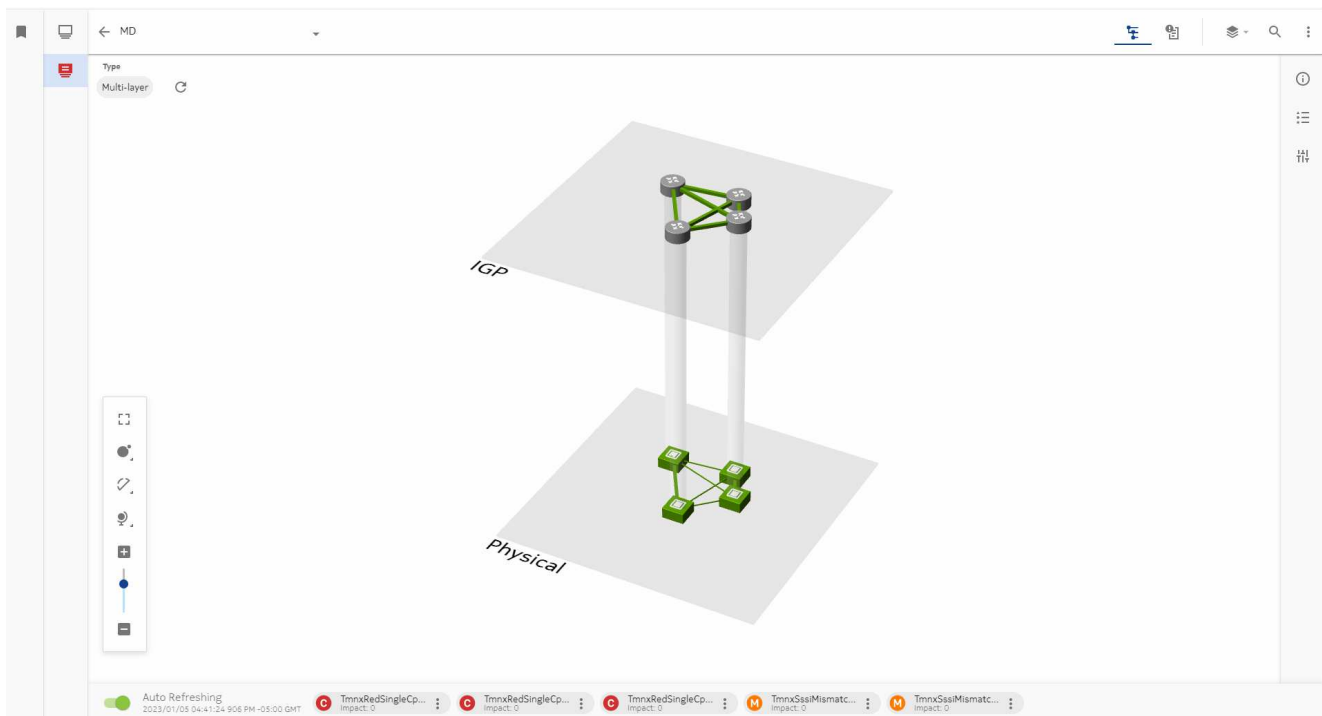 MD
Type
Multi-layer
IGP
Physical
Auto Refreshing
2023/01/05 04:41:24 906 PM -05:00 GMT
C TmnxRedSingleCp...
Impact: 0
C TmnxRedSingleCp...
Impact: 0
C TmnxRedSingleCp...
Impact: 0
M TmnxSssiMismatc...
Impact: 0
M TmnxSssiMismatc...
Impact: 0